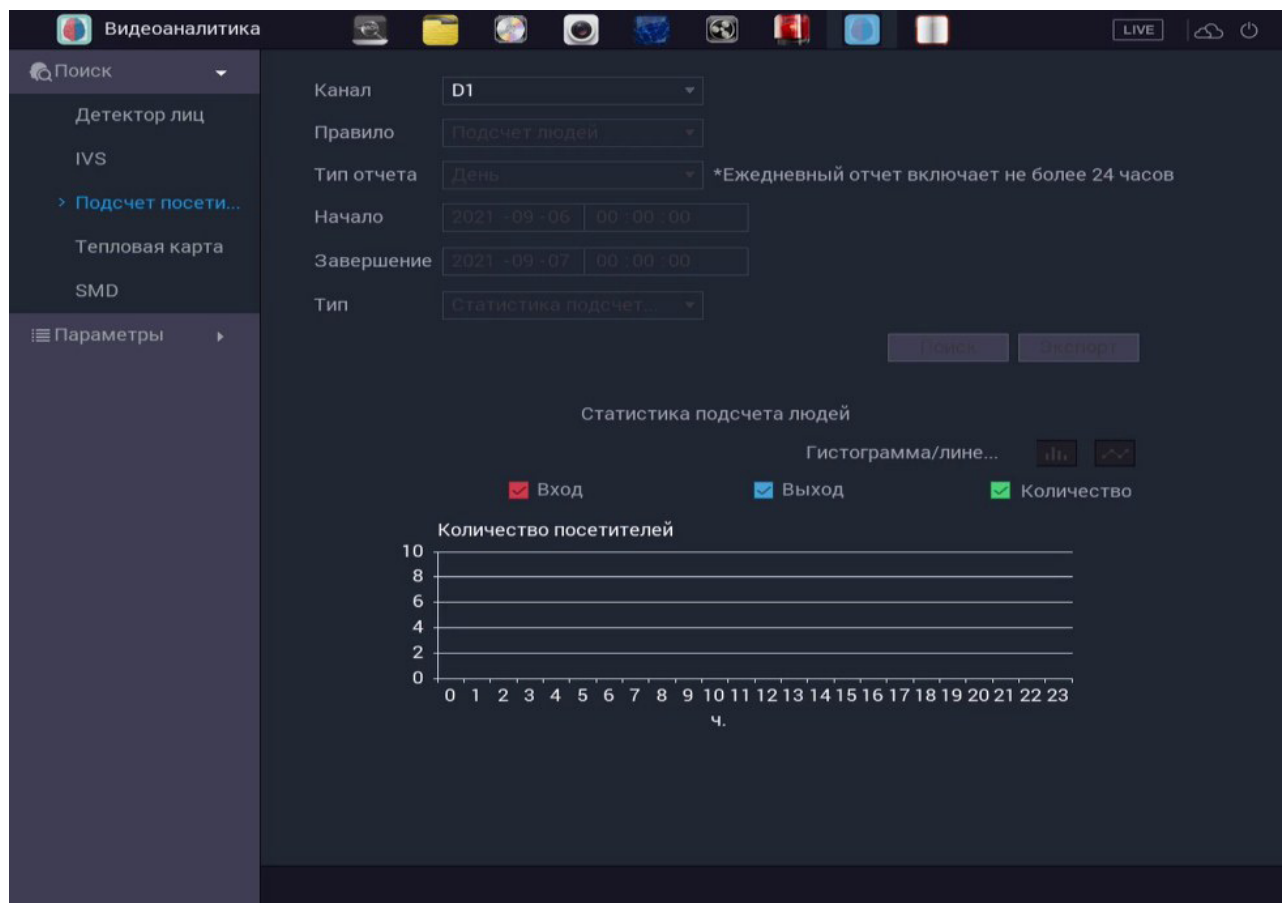 Видеоаналитика
LIVE
Поиск
Детектор лиц
IVS
> Подсчет посети...
Тепловая карта
SMD
Параметры
Канал D1
Правило Подсчет людей
Тип отчета День *Ежедневный отчет включает не более 24 часов
Начало 2021 -09 -06 00 :00 :00
Завершение 2021 -09 -07 00 :00 :00
Тип Статистика подсчет...
Поиск Экспорт
Статистика подсчета людей
Гистограмма/лине...
Вход Выход Количество
Количество посетителей
10
8
6
4
2
0
0 1 2 3 4 5 6 7 8 9 10 11 12 13 14 15 16 17 18 19 20 21 22 23
ч.